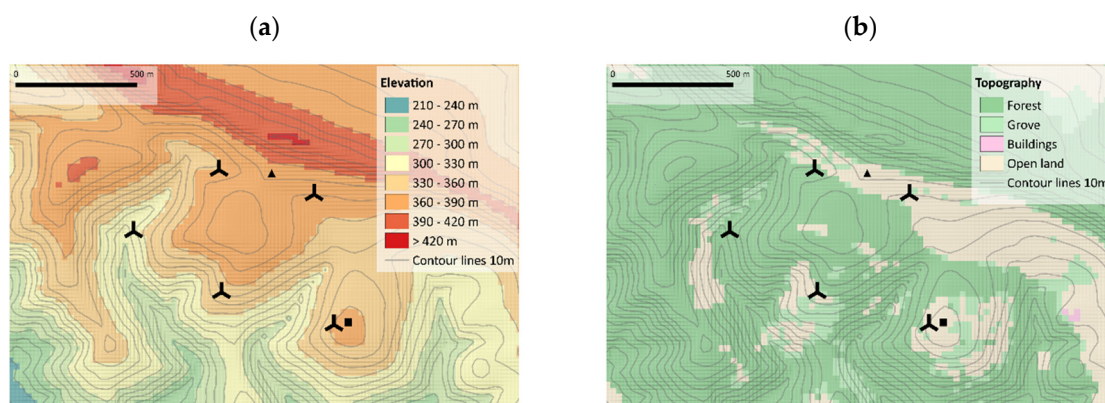 (a)
(b)
0 500 m
Elevation
210 - 240 m
240 - 270 m
270 - 300 m
300 - 330 m
330 - 360 m
360 - 390 m
390 - 420 m
> 420 m
Contour lines 10m
0 500 m
Topography
Forest
Grove
Buildings
Open land
Contour lines 10m